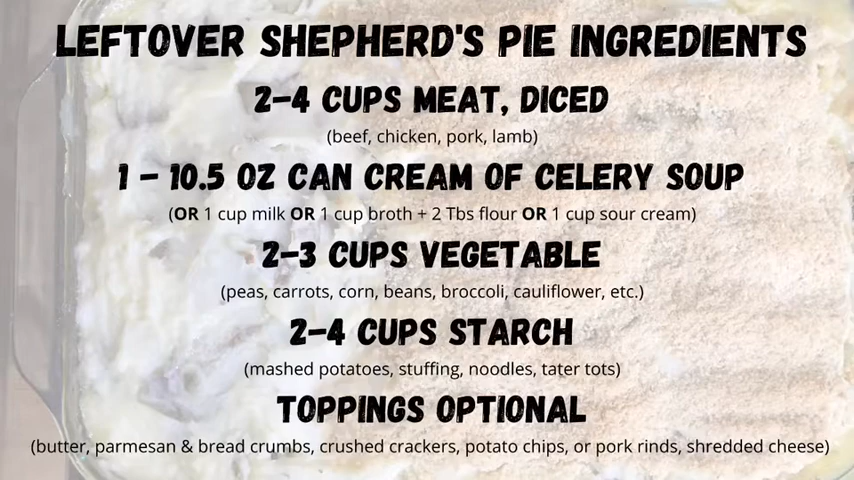 LEFTOVER SHEPHERD'S PIE INGREDIENTS
2-4 CUPS MEAT, DICED
(beef, chicken, pork, lamb)
1 - 10.5 OZ CAN CREAM OF CELERY SOUP
(OR 1 cup milk OR 1 cup broth + 2 Tbs flour OR 1 cup sour cream)
2-3 CUPS VEGETABLE
(peas, carrots, corn, beans, broccoli, cauliflower, etc.)
2-4 CUPS STARCH
(mashed potatoes, stuffing, noodles, tater tots)
TOPPINGS OPTIONAL
(butter, parmesan & bread crumbs, crushed crackers, potato chips, or pork rinds, shredded cheese)